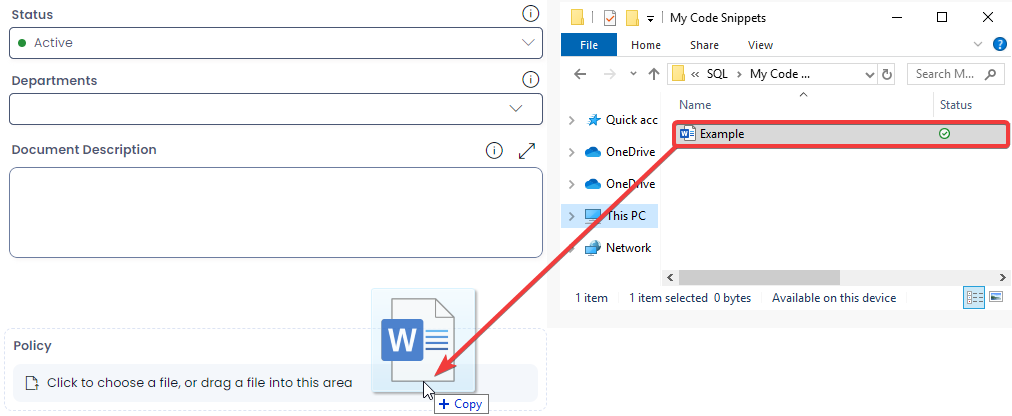 Status
Active
Departments
Document Description
Policy
Click to choose a file, or drag a file into this area
W
+ Copy
My Code Snippets
File Home Share View
?
« SQL > My Code ... Search M...
Name Status
Example
Quick acc
OneDrive
OneDrive
This PC
Network
1 item 1 item selected 0 bytes Available on this device